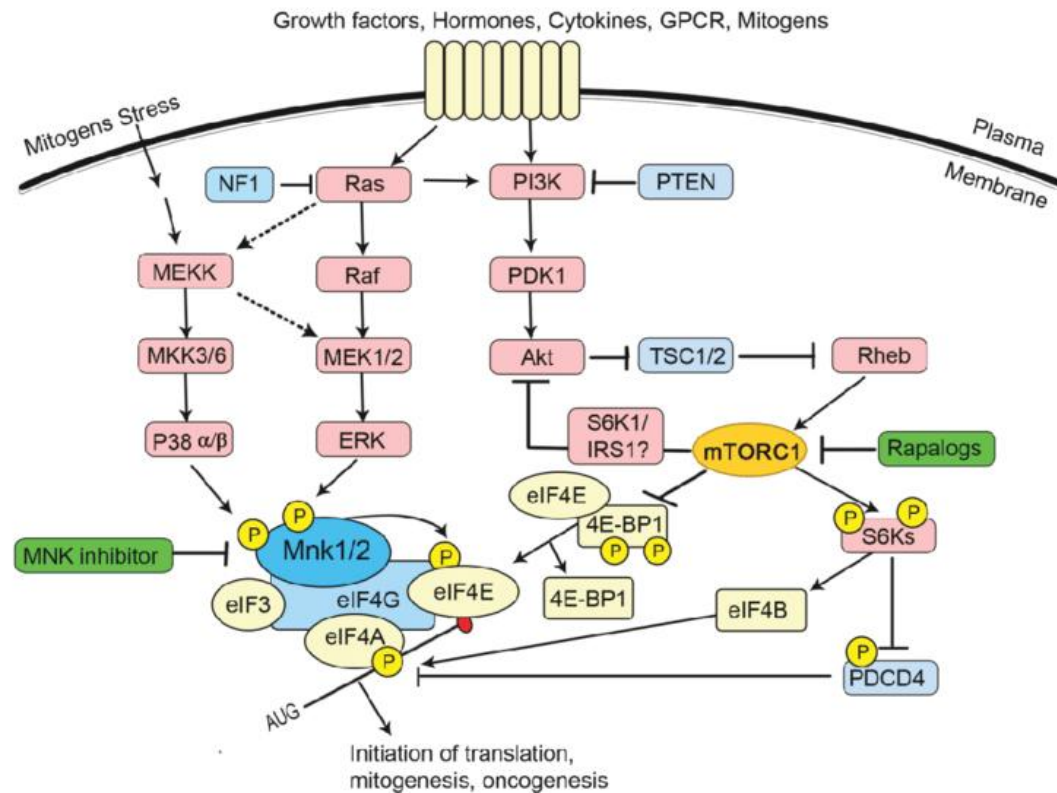 Growth factors, Hormones, Cytokines, GPCR, Mitogens
Mitogens Stress
Plasma
Membrane
NF1
Ras
PI3K
PTEN
MEKK
Raf
PDK1
MKK3/6
MEK1/2
Akt
TSC1/2
Rheb
P38 α/β
ERK
S6K1/
IRS1?
mTORC1
Rapalogs
eIF4E
4E-BP1
P
P
P
P
S6Ks
P
P
MNK inhibitor
Mnk1/2
P
eIF3
eIF4G
eIF4E
4E-BP1
eIF4B
eIF4A
P
P
PDCD4
AUG
Initiation of translation,
mitogenesis, oncogenesis